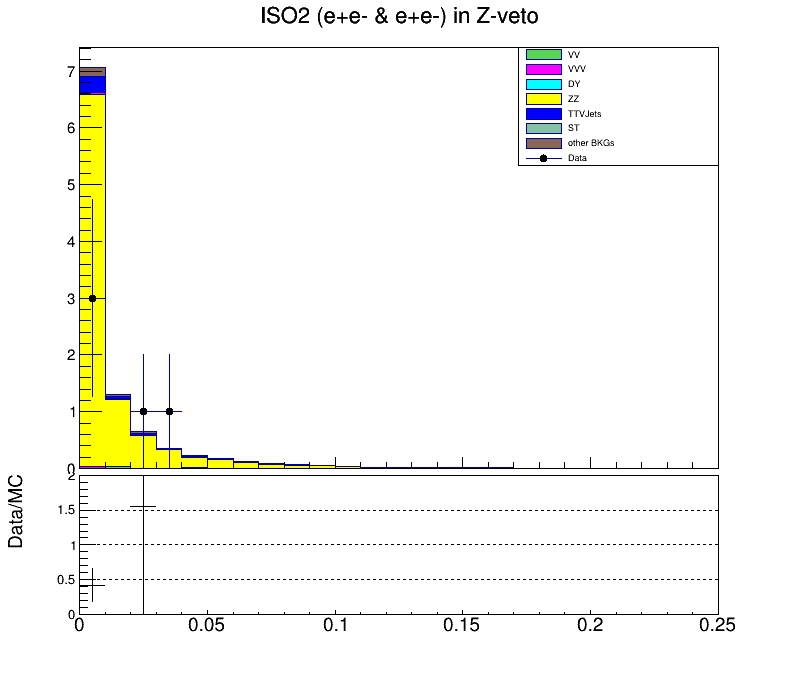 ISO2 (e+e- & e+e-) in Z-veto
VV
VVV
DY
ZZ
TTVJets
ST
other BKGs
Data
7
6
5
4
3
2
1
0
Data/MC
2
1.5
1
0.5
0
0 0.05 0.1 0.15 0.2 0.25